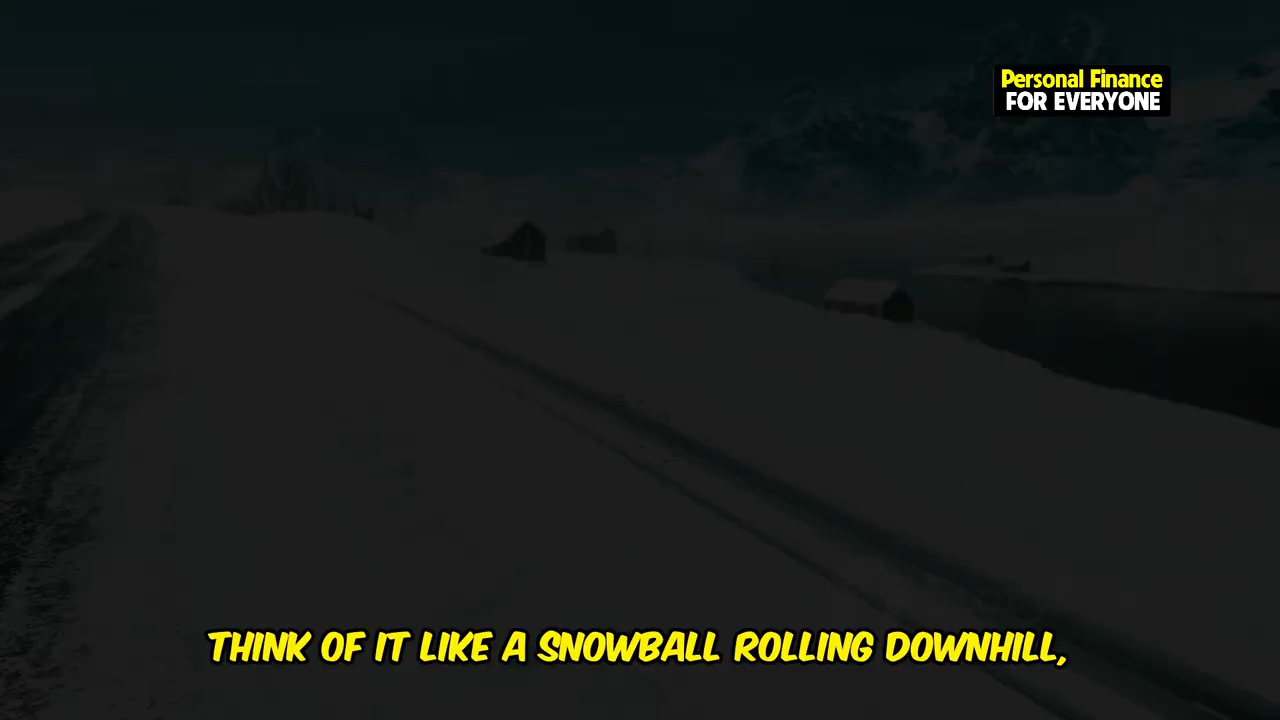 Personal Finance
FOR EVERYONE
THINK OF IT LIKE A SNOWBALL ROLLING DOWNHILL,